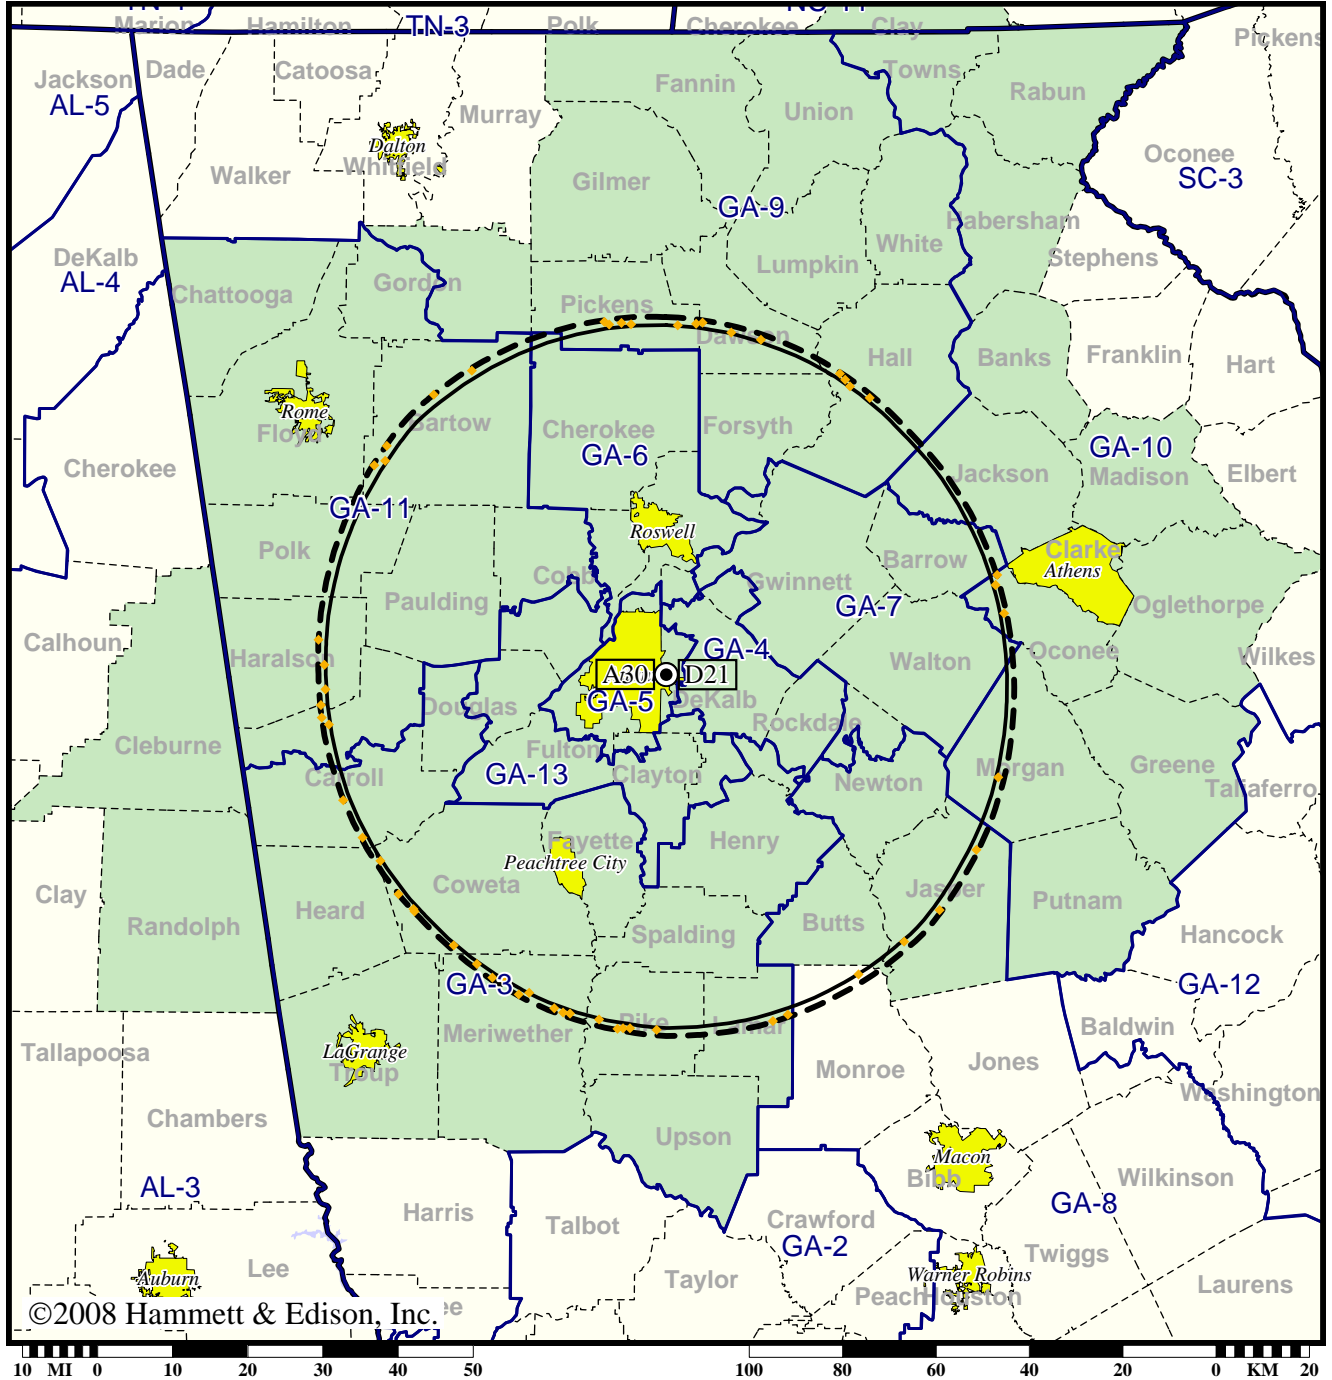 TN-3
Marion
Hamilton
Polk
Cherokee
Clay
Pickens
Jackson
AL-5
Dade
Catoosa
Murray
Fannin
Towns
Union
Rabun
Dalton
Whitfield
Walker
Gilmer
GA-9
Oconee
SC-3
Habersham
White
Stephens
DeKalb
AL-4
Chattooga
Gordon
Lumpkin
Pickens
Dawson
Hall
Banks
Franklin
Hart
Rome
Floyd
Bartow
Cherokee
GA-6
Forsyth
GA-10
Madison
Elbert
Cherokee
Jackson
GA-11
Roswell
Polk
Cobb
Gwinnett
Barrow
Clarke
Athens
Paulding
GA-7
Oglethorpe
Calhoun
Haralson
GA-4
Walton
Oconee
Wilkes
A30
D21
GA-5
DeKalb
Douglas
Rockdale
Cleburne
Fulton
GA-13
Clayton
Carroll
Newton
Morgan
Greene
Taliaferro
Fayette
Peachtree City
Henry
Coweta
Clay
Randolph
Heard
Spalding
Butts
Jasper
Putnam
Hancock
GA-3
GA-12
Meriwether
Pike
Lamar
Baldwin
Tallapoosa
LaGrange
Troup
Monroe
Jones
Washington
Chambers
Upson
Macon
Bibb
Wilkinson
AL-3
GA-8
Harris
Talbot
Crawford
GA-2
Twiggs
Lee
Auburn
Taylor
Warner Robins
Peach
Houston
Laurens
©2008 Hammett & Edison, Inc.
10 MI 0 10 20 30 40 50 100 80 60 40 20 0 KM 20